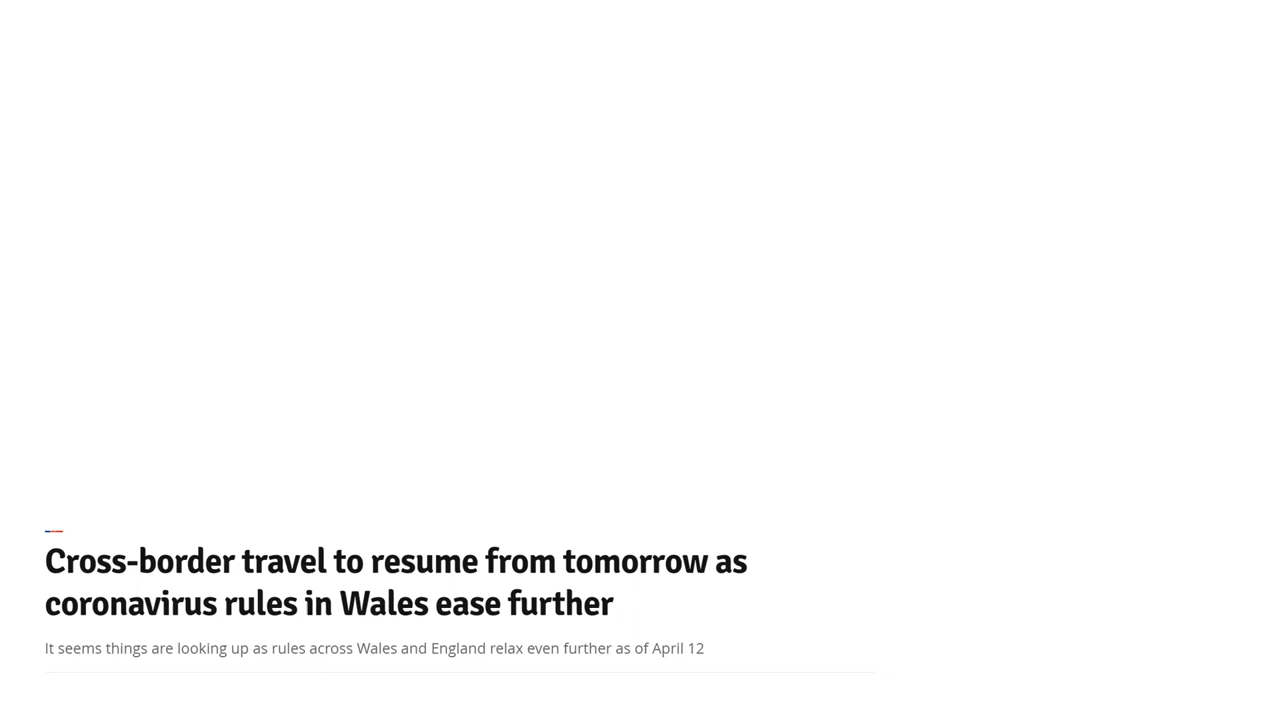 Cross-border travel to resume from tomorrow as
coronavirus rules in Wales ease further
It seems things are looking up as rules across Wales and England relax even further as of April 12